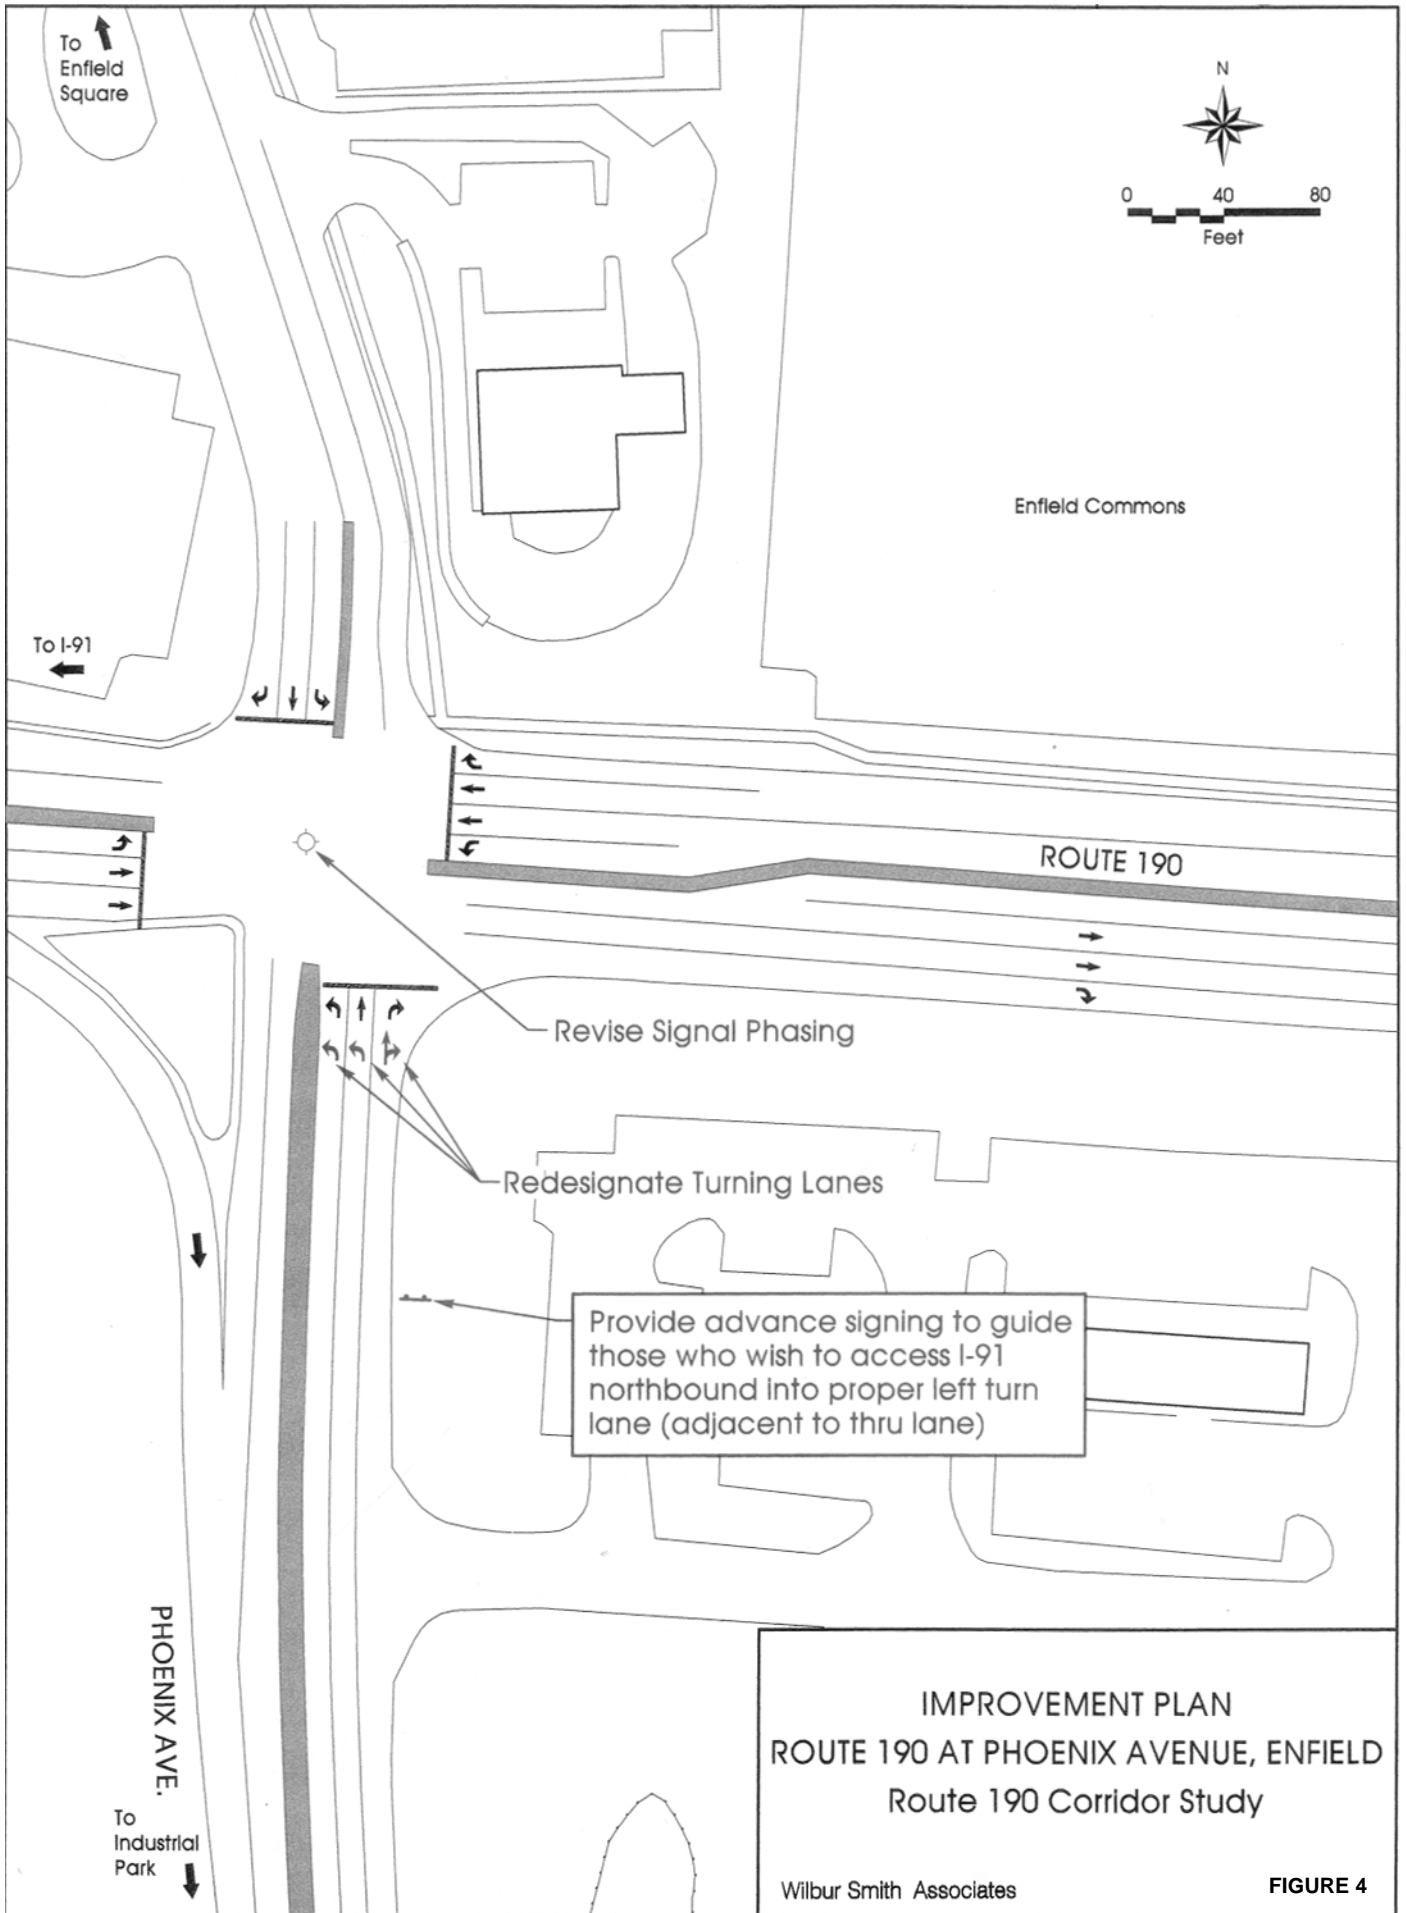 To
Enfield
Square
N
0 40 80
Feet
Enfield Commons
To I-91
ROUTE 190
Revise Signal Phasing
Redesignate Turning Lanes
Provide advance signing to guide
those who wish to access I-91
northbound into proper left turn
lane (adjacent to thru lane)
PHOENIX AVE.
To
Industrial
Park
IMPROVEMENT PLAN
ROUTE 190 AT PHOENIX AVENUE, ENFIELD
Route 190 Corridor Study
Wilbur Smith Associates
FIGURE 4